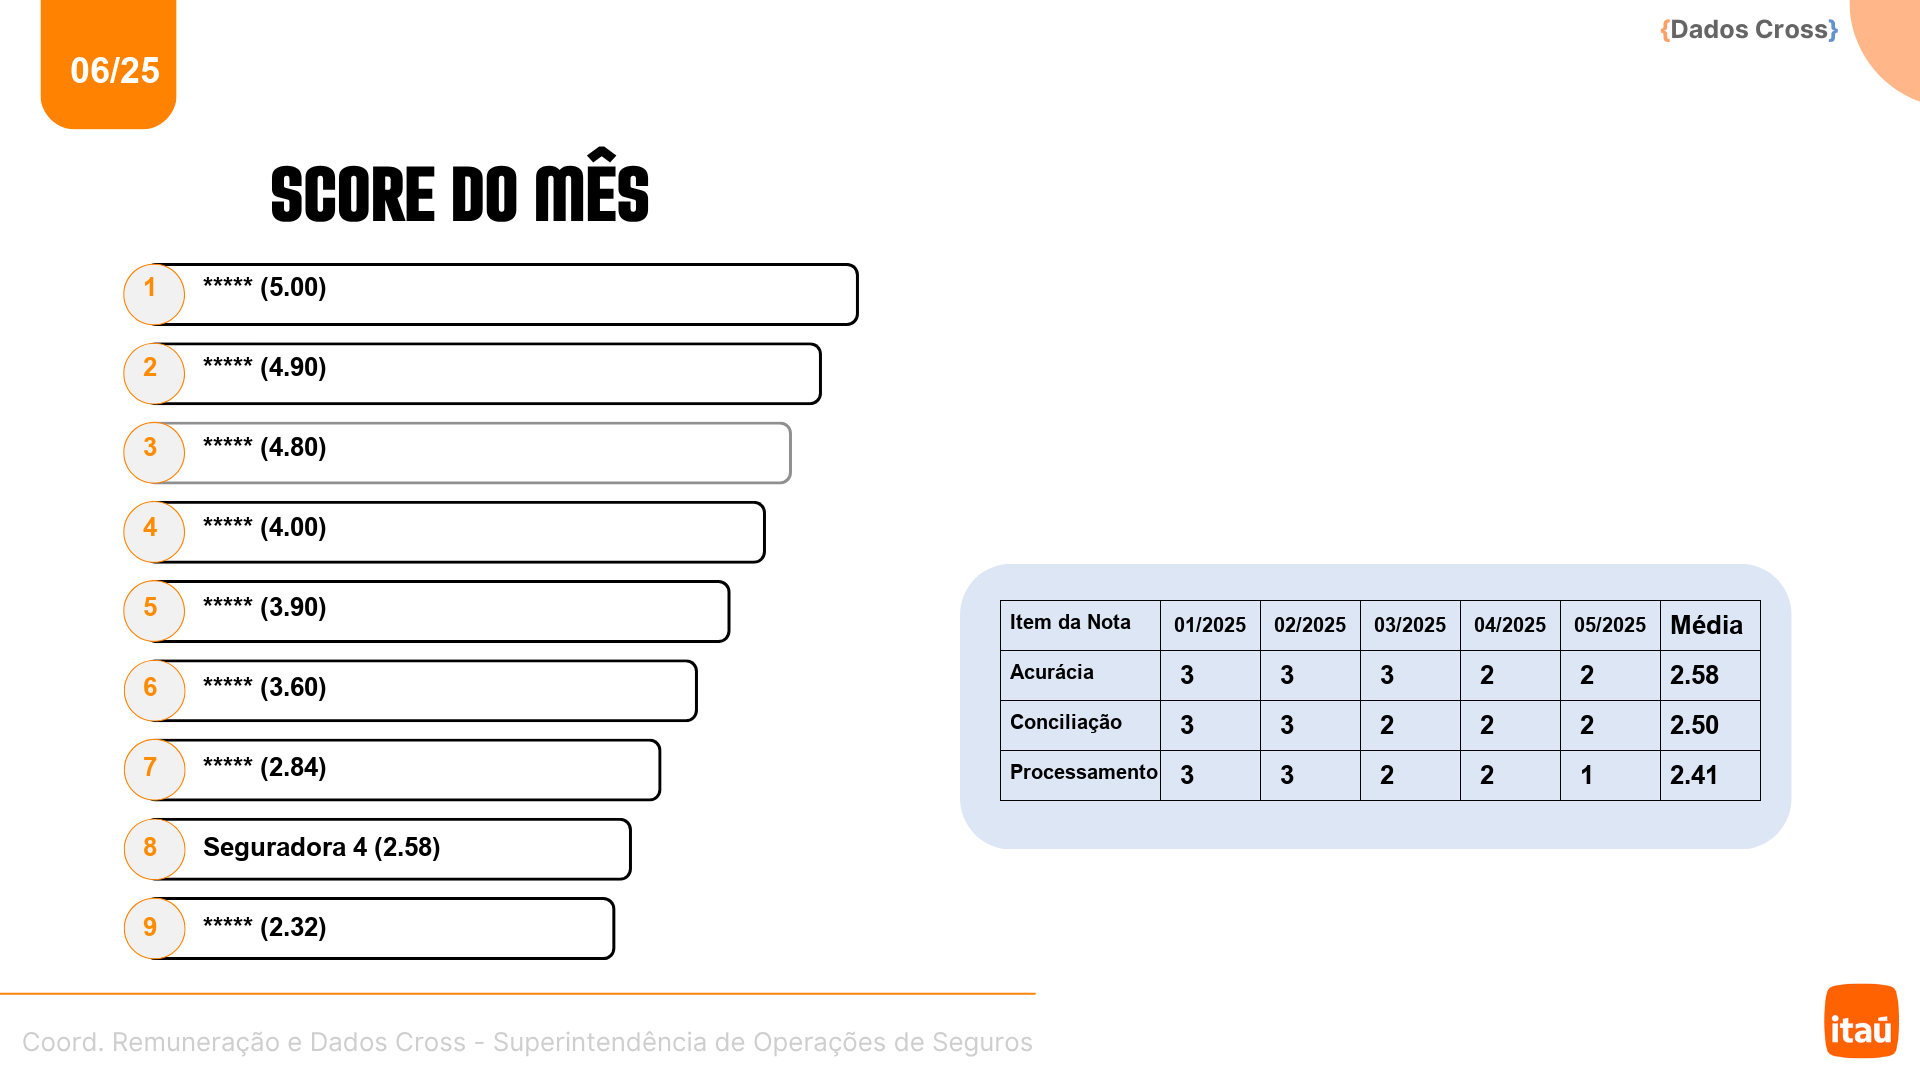 06/25
{Dados Cross}
SCORE DO MÊS
1 ***** (5.00)
2 ***** (4.90)
3 ***** (4.80)
4 ***** (4.00)
5 ***** (3.90)
6 ***** (3.60)
7 ***** (2.84)
8 Seguradora 4 (2.58)
9 ***** (2.32)
Item da Nota 01/2025 02/2025 03/2025 04/2025 05/2025 Média
Acurácia 3 3 3 2 2 2.58
Conciliação 3 3 2 2 2 2.50
Processamento 3 3 2 2 1 2.41
Coord. Remuneração e Dados Cross - Superintendência de Operações de Seguros
itaú